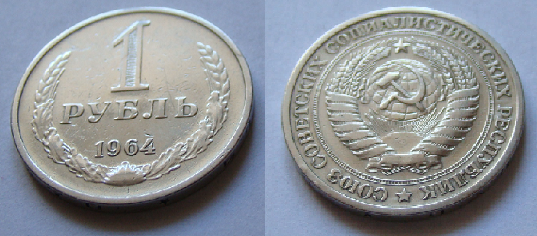 1
РУБЛЬ
1964
СОЮЗ СОВЕТСКИХ СОЦИАЛИСТИЧЕСКИХ РЕСПУБЛИК